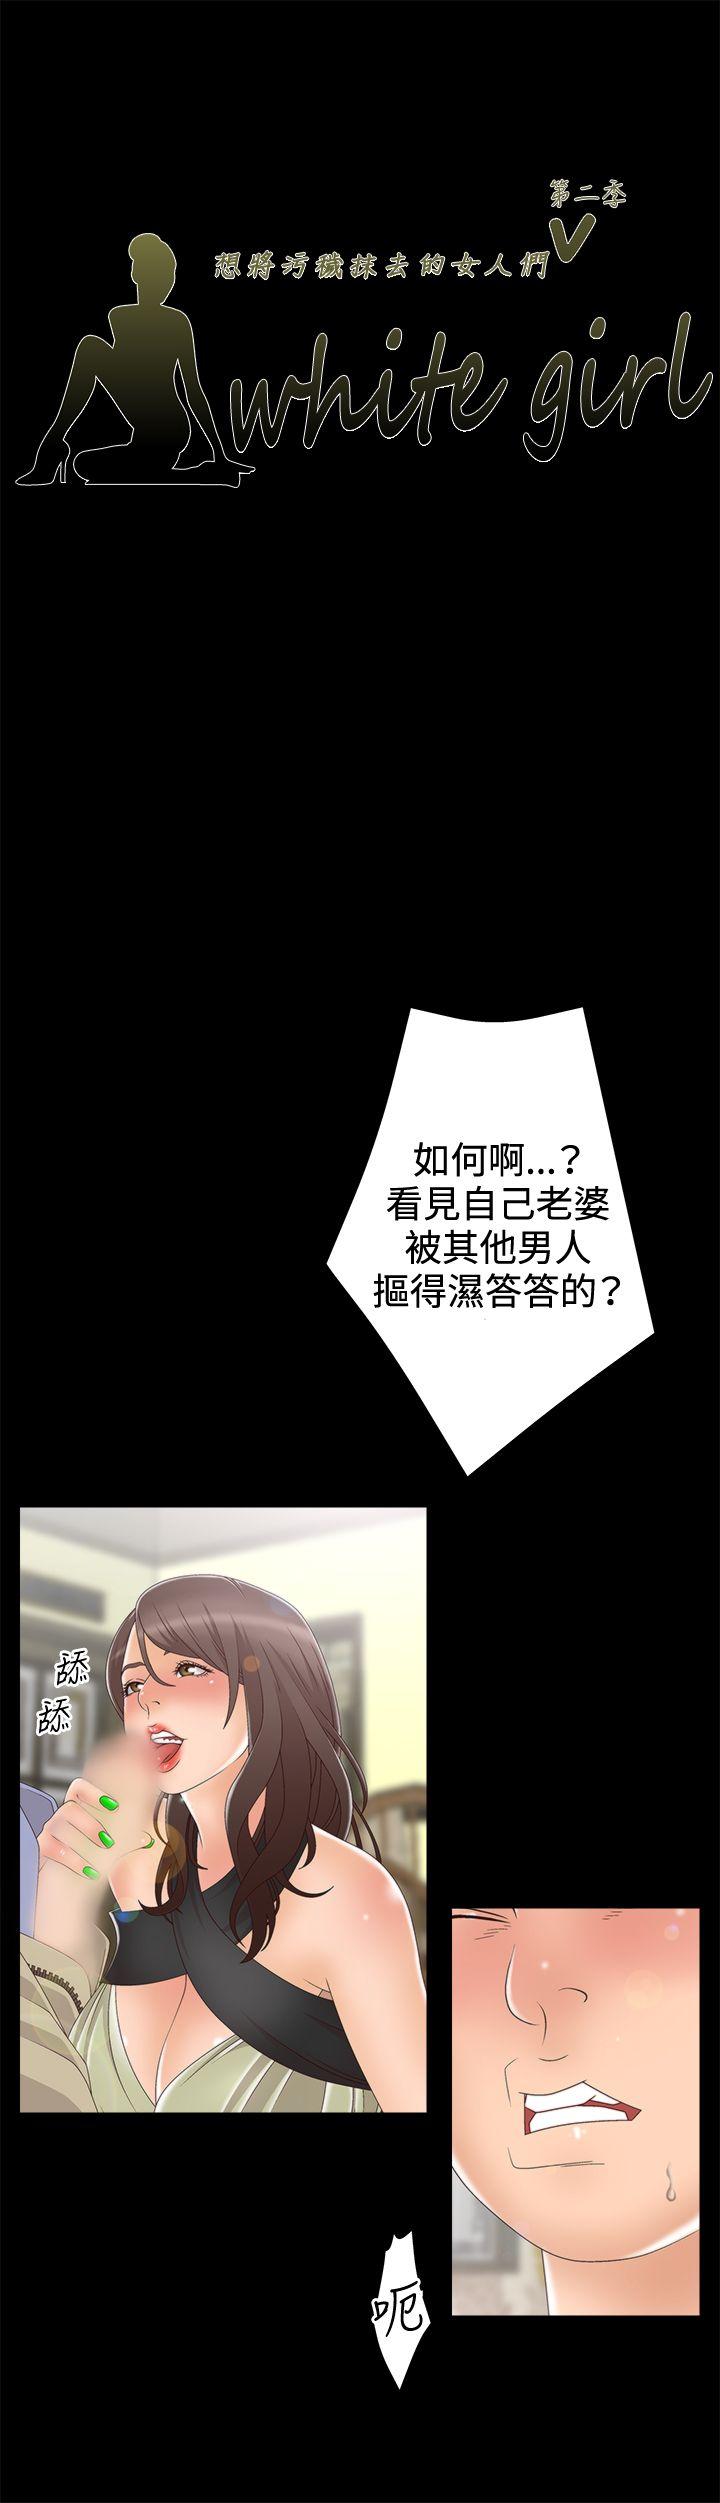 第二季
想將污穢抹去的女人們
white girl
如何啊...?
看見自己老婆
被其他男人
摳得濕答答的?
舔
舔
呃